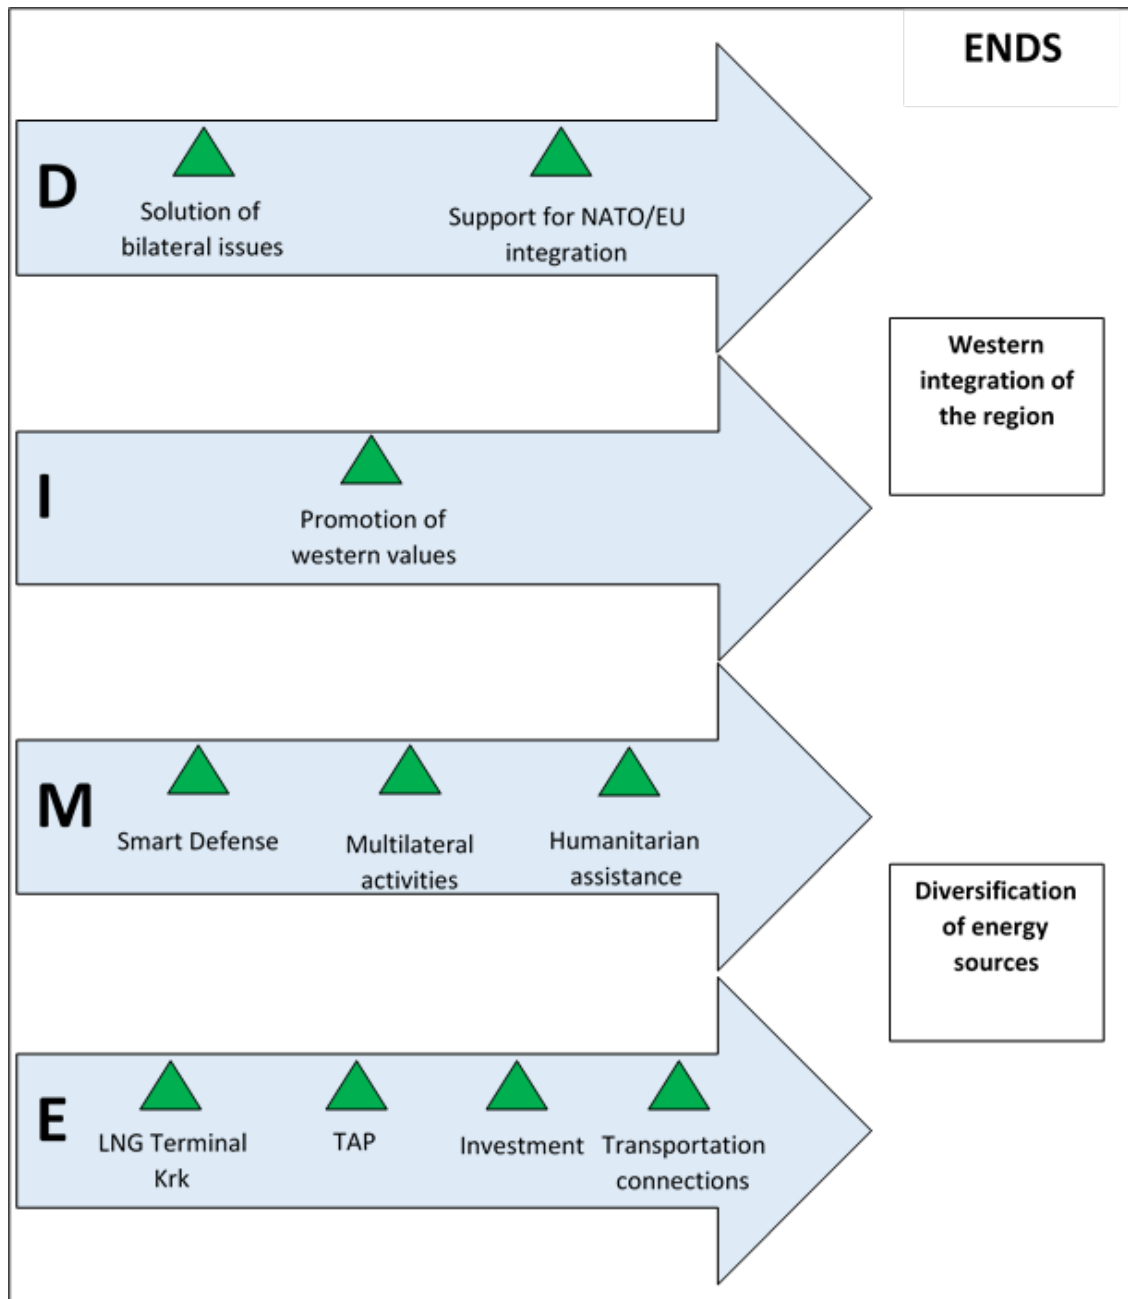 ENDS
D
Solution of
bilateral issues
Support for NATO/EU
integration
Western
integration of
the region
I
Promotion of
western values
M
Smart Defense
Multilateral
activities
Humanitarian
assistance
Diversification
of energy
sources
E
LNG Terminal
Krk
TAP
Investment
Transportation
connections